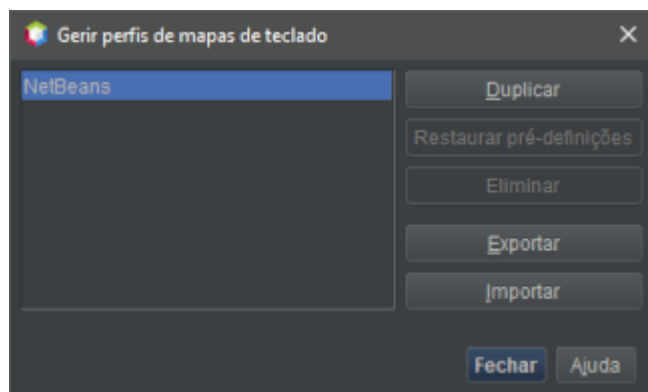 Gerir perfis de mapas de teclado
NetBeans
Duplicar
Restaurar pré-definições
Eliminar
Exportar
Importar
Fechar
Ajuda